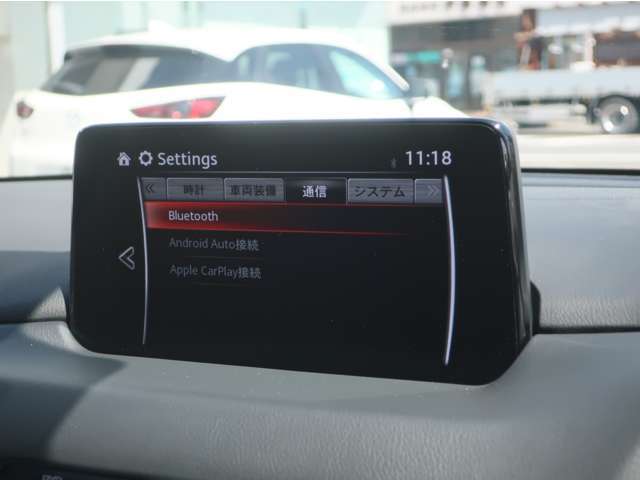 Settings 11:18
時計 車両装備 通信 システム
Bluetooth
Android Auto接続
Apple CarPlay接続